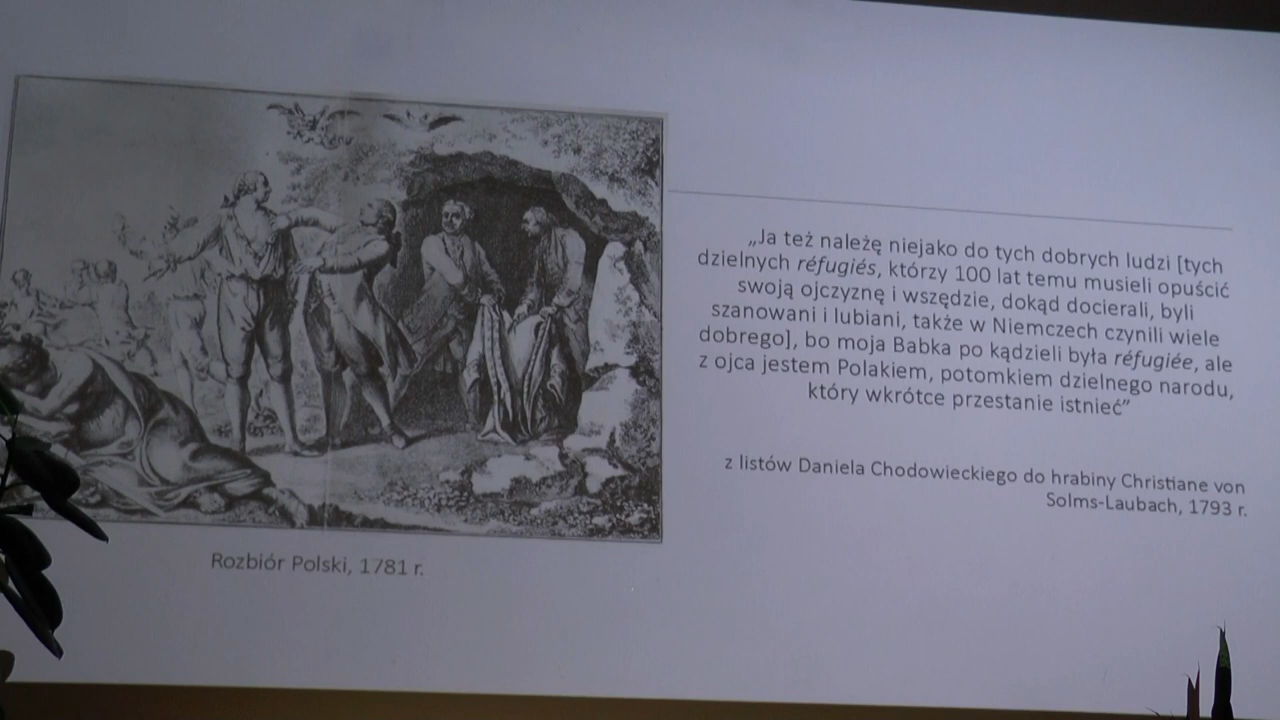 „Ja też należę niejako do tych dobrych ludzi [tych
dzielnych réfugiés, którzy 100 lat temu musieli opuścić
swoją ojczyznę i wszędzie, dokąd docierali, byli
szanowani i lubiani, także w Niemczech czynili wiele
dobrego], bo moja Babka po kądzieli była réfugiée, ale
z ojca jestem Polakiem, potomkiem dzielnego narodu,
który wkrótce przestanie istnieć”
z listów Daniela Chodowieckiego do hrabiny Christiane von
Solms-Laubach, 1793 r.
Rozbiór Polski, 1781 r.